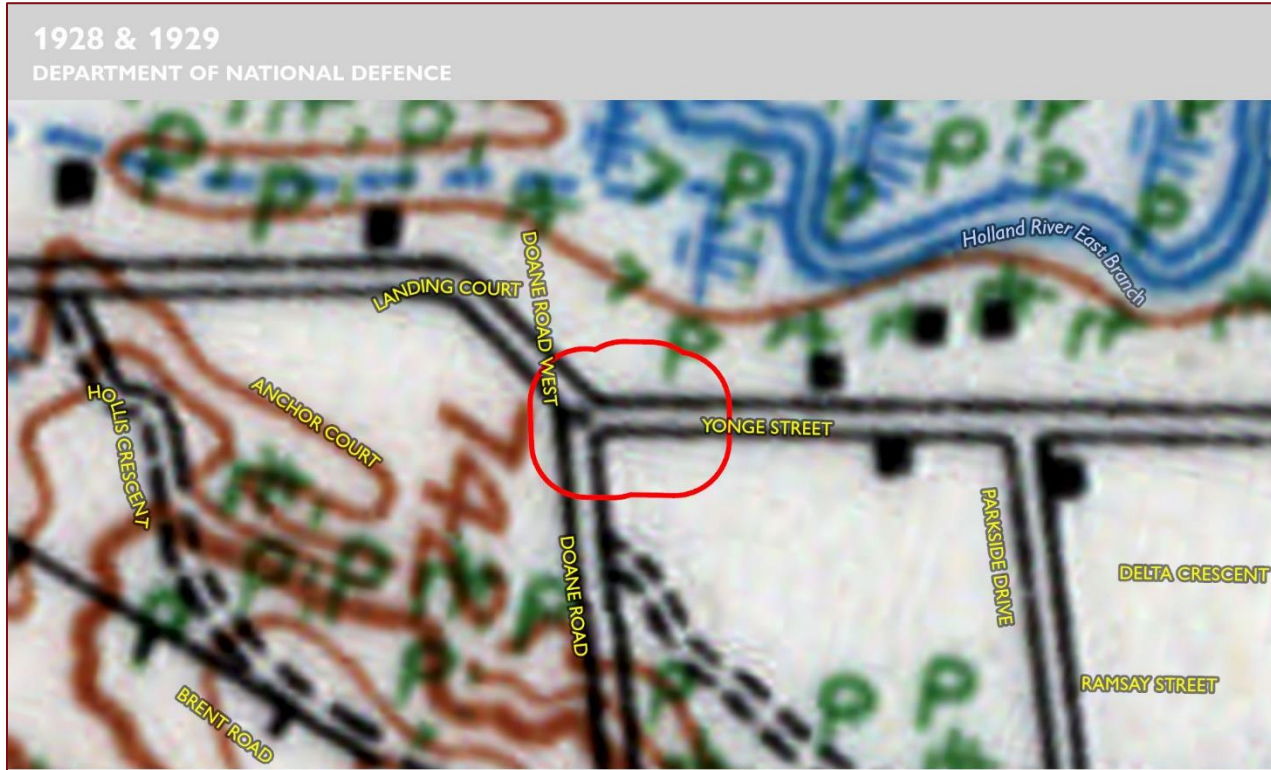 1928 & 1929
DEPARTMENT OF NATIONAL DEFENCE
Holland River East Branch
DOANE ROAD WEST
LANDING COURT
ANCHOR COURT
HOLLIS CRESCENT
YONGE STREET
742
PARKSIDE DRIVE
DOANE ROAD
DELTA CRESCENT
RAMSAY STREET
BRENT ROAD